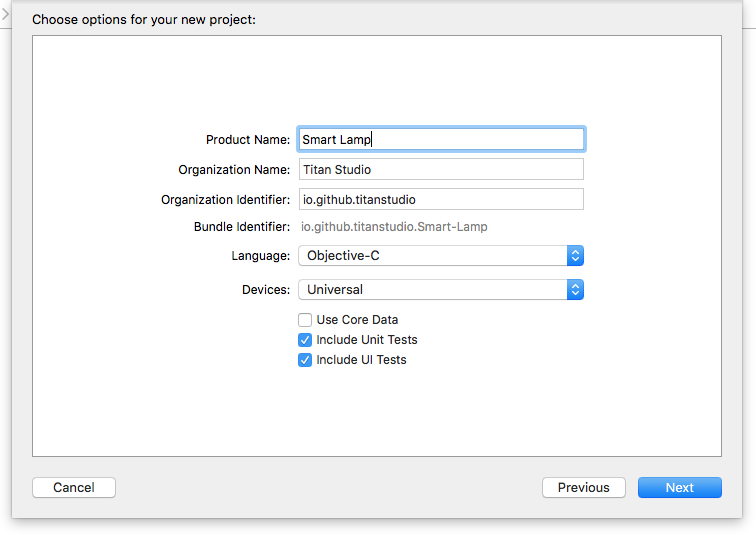 Choose options for your new project:
Product Name: Smart Lamp
Organization Name: Titan Studio
Organization Identifier: io.github.titanstudio
Bundle Identifier: io.github.titanstudio.Smart-Lamp
Language: Objective-C
Devices: Universal
Use Core Data
Include Unit Tests
Include UI Tests
Cancel Previous Next